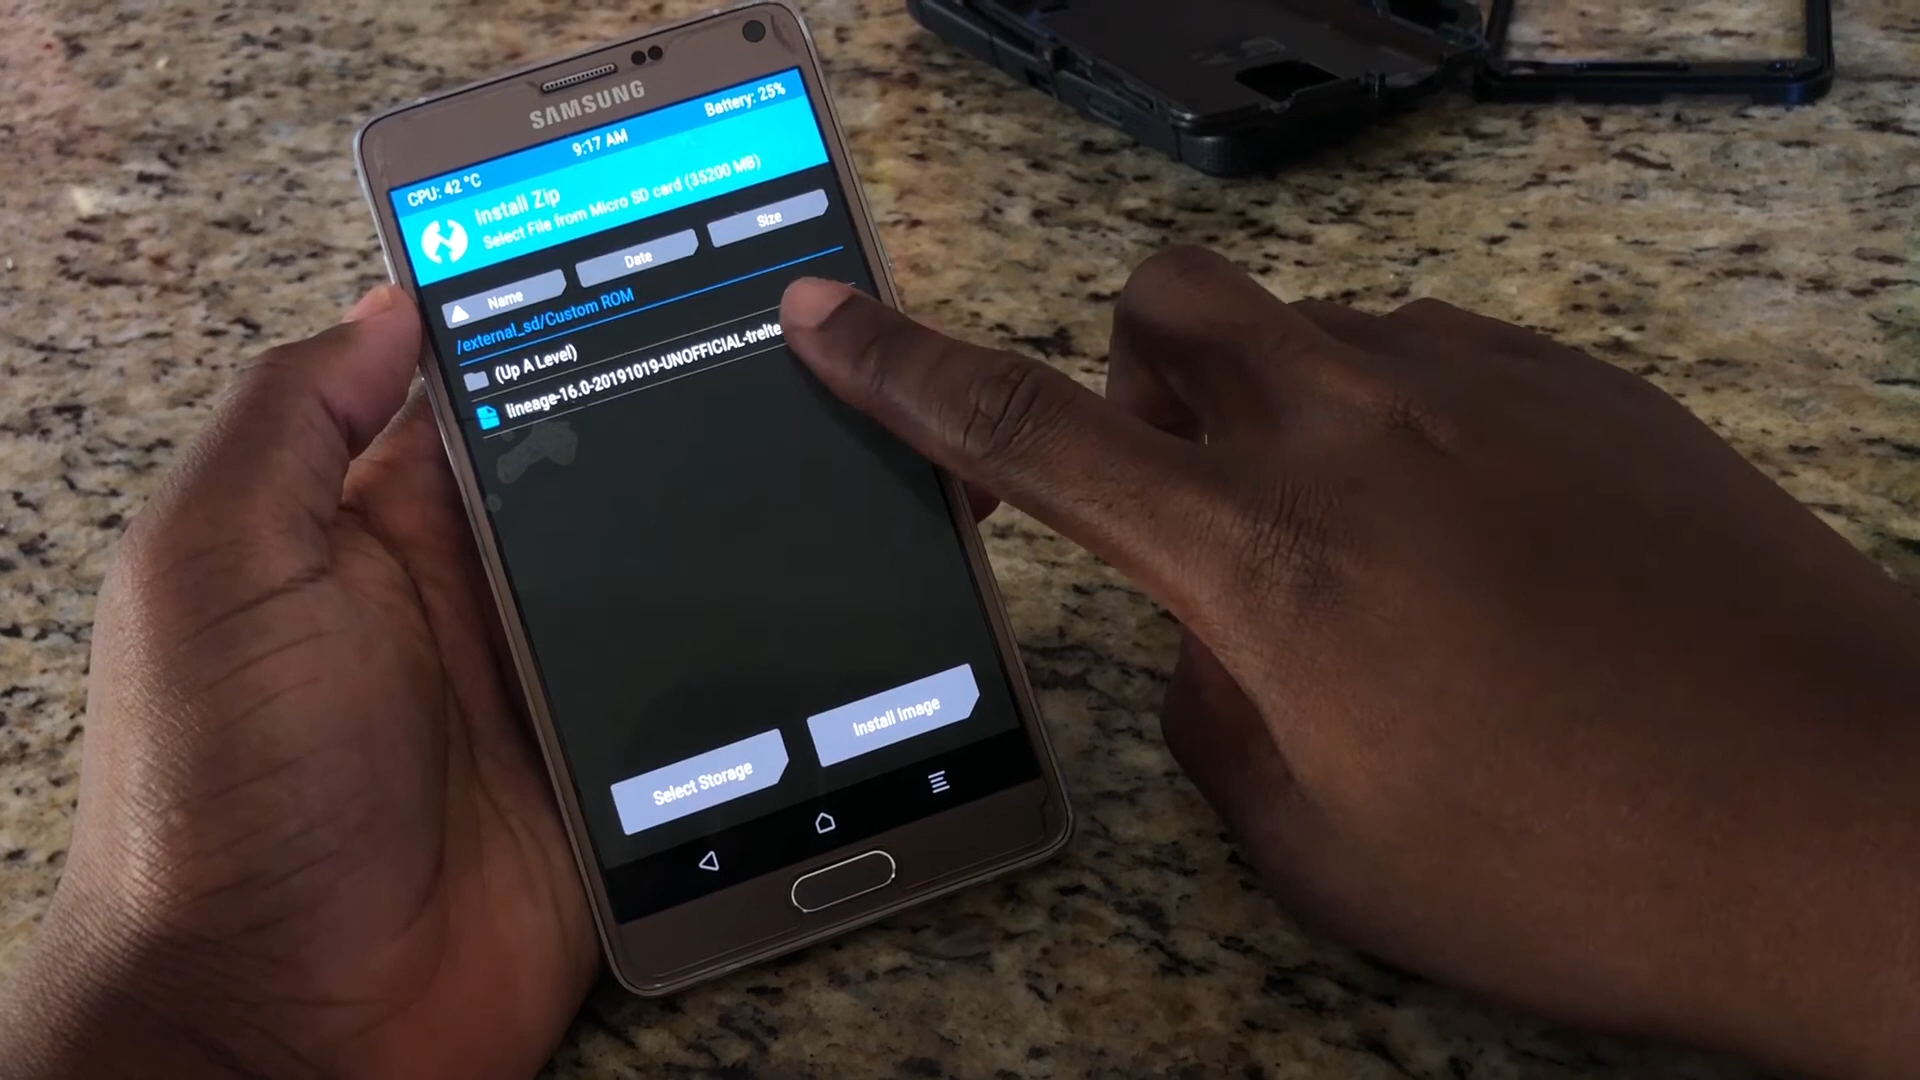 SAMSUNG
CPU: 42 °C
9:17 AM
Battery: 25%
Install Zip
Select File from Micro SD card (35200 MB)
Name
Date
Size
/external_sd/Custom ROM
(Up A Level)
lineage-16.0-20191019-UNOFFICIAL-trelte
Select Storage
Install Image